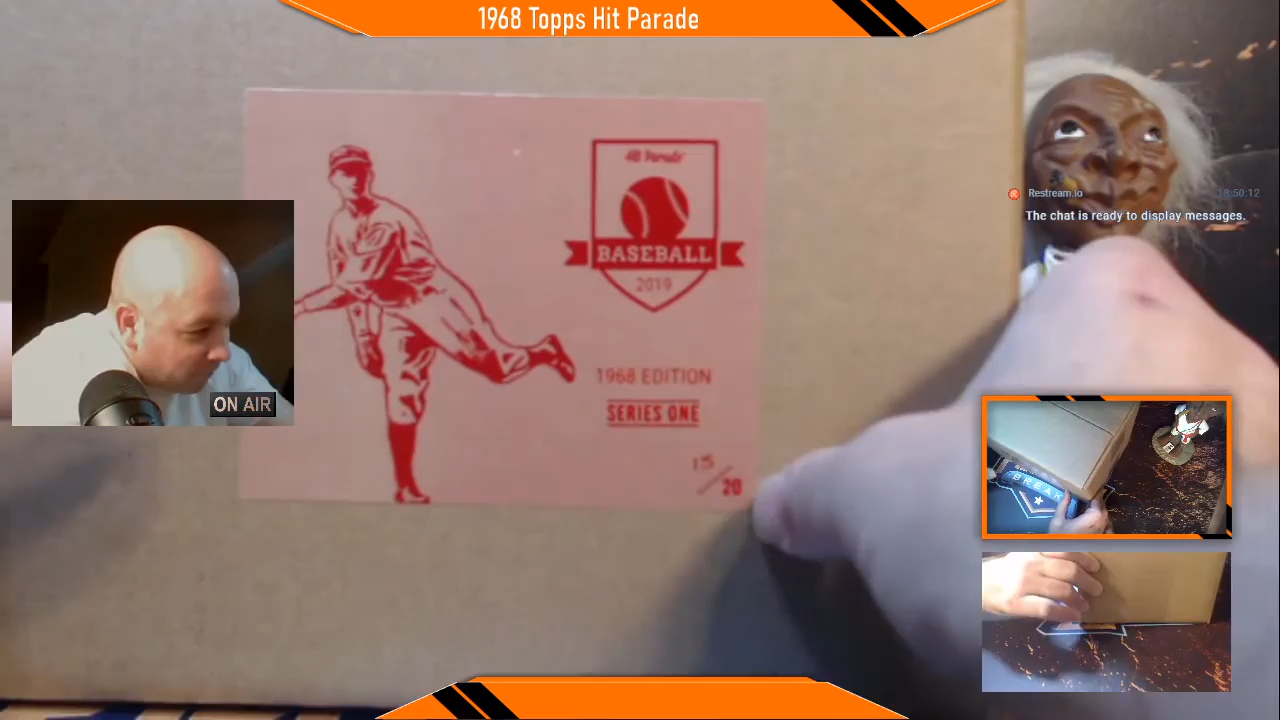 1968 Topps Hit Parade
Hit Parade
BASEBALL
2019
1968 EDITION
SERIES ONE
15/20
Restream.io
18:50:12
The chat is ready to display messages.
ON AIR
BREAK